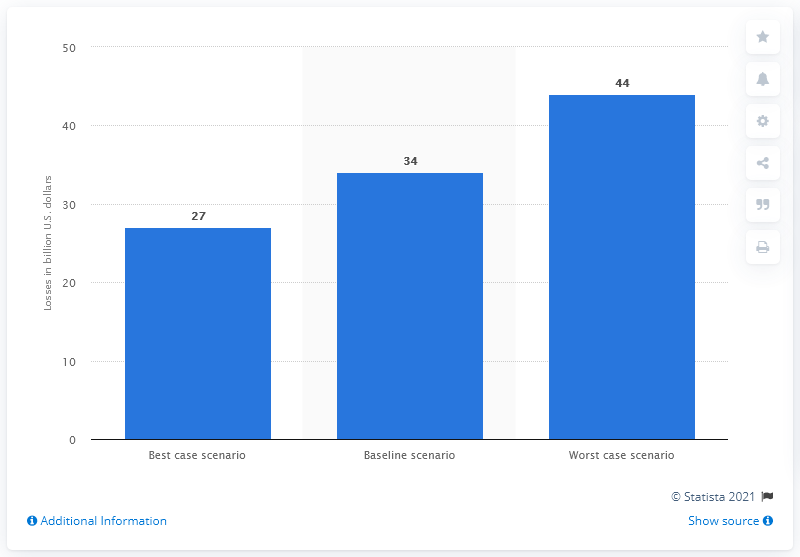 50
44
40
34
30
27
20
10
0
Losses in billion U.S. dollars
Best case scenario
Baseline scenario
Worst case scenario
© Statista 2021
Additional Information
Show source